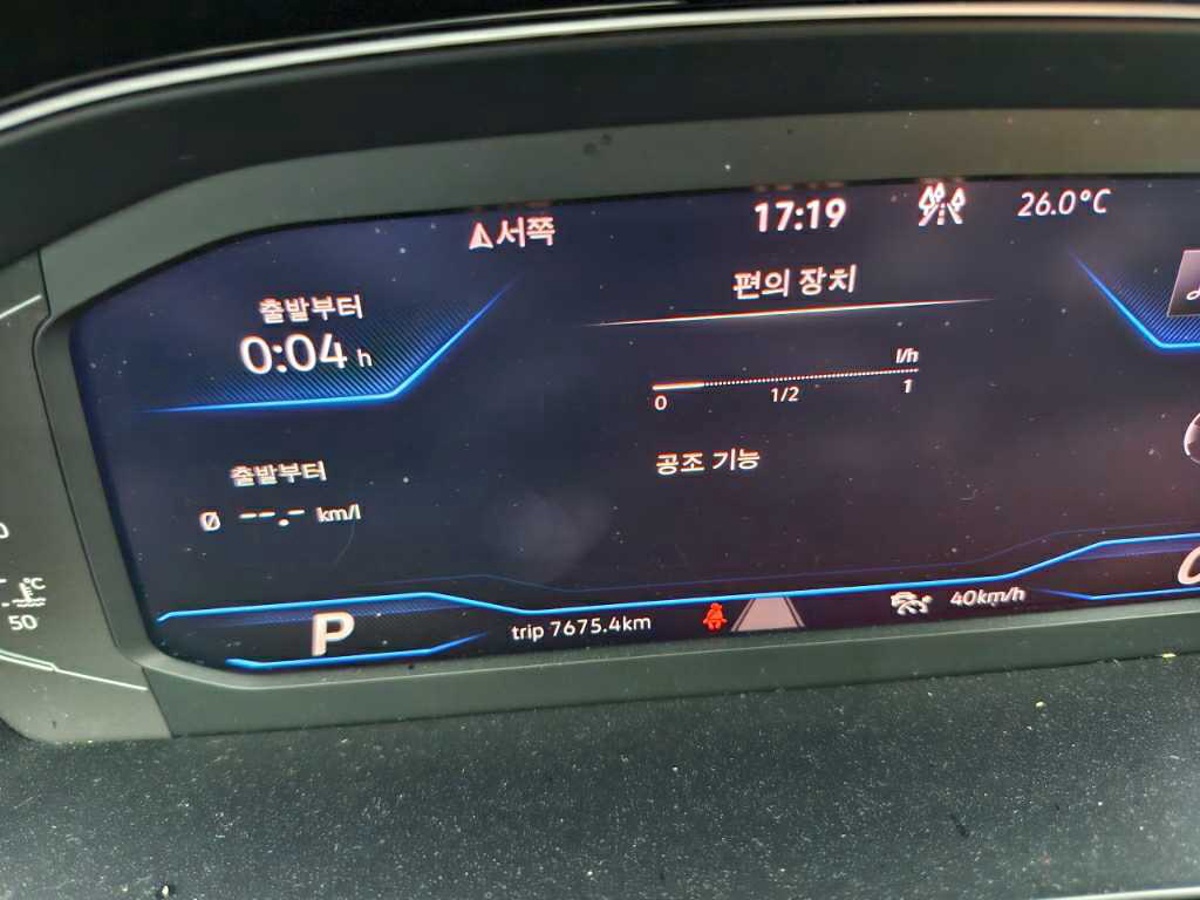 서쪽
17:19
26.0°C
출발부터
0:04 h
편의 장치
l/h
0 1/2 1
출발부터
Ø --.- km/l
공조 기능
°C
50
P
trip 7675.4km
40km/h